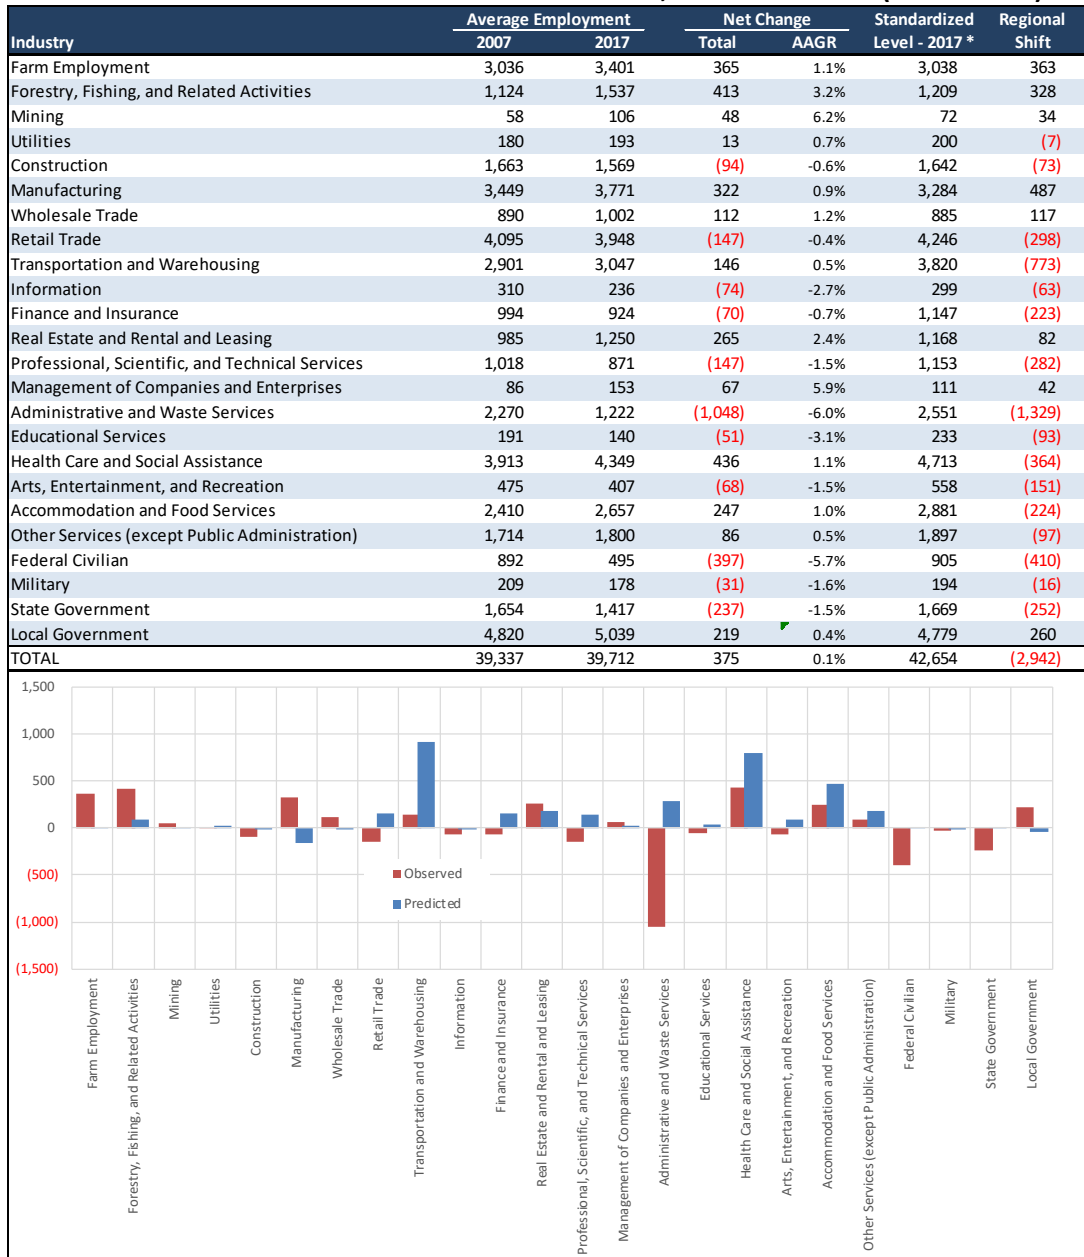 Average Employment Net Change Standardized Regional
Industry 2007 2017 Total AAGR Level - 2017 * Shift
Farm Employment 3,036 3,401 365 1.1% 3,038 363
Forestry, Fishing, and Related Activities 1,124 1,537 413 3.2% 1,209 328
Mining 58 106 48 6.2% 72 34
Utilities 180 193 13 0.7% 200 (7)
Construction 1,663 1,569 (94) -0.6% 1,642 (73)
Manufacturing 3,449 3,771 322 0.9% 3,284 487
Wholesale Trade 890 1,002 112 1.2% 885 117
Retail Trade 4,095 3,948 (147) -0.4% 4,246 (298)
Transportation and Warehousing 2,901 3,047 146 0.5% 3,820 (773)
Information 310 236 (74) -2.7% 299 (63)
Finance and Insurance 994 924 (70) -0.7% 1,147 (223)
Real Estate and Rental and Leasing 985 1,250 265 2.4% 1,168 82
Professional, Scientific, and Technical Services 1,018 871 (147) -1.5% 1,153 (282)
Management of Companies and Enterprises 86 153 67 5.9% 111 42
Administrative and Waste Services 2,270 1,222 (1,048) -6.0% 2,551 (1,329)
Educational Services 191 140 (51) -3.1% 233 (93)
Health Care and Social Assistance 3,913 4,349 436 1.1% 4,713 (364)
Arts, Entertainment, and Recreation 475 407 (68) -1.5% 558 (151)
Accommodation and Food Services 2,410 2,657 247 1.0% 2,881 (224)
Other Services (except Public Administration) 1,714 1,800 86 0.5% 1,897 (97)
Federal Civilian 892 495 (397) -5.7% 905 (410)
Military 209 178 (31) -1.6% 194 (16)
State Government 1,654 1,417 (237) -1.5% 1,669 (252)
Local Government 4,820 5,039 219 0.4% 4,779 260
TOTAL 39,337 39,712 375 0.1% 42,654 (2,942)
1,500
1,000
500
0
(500)
(1,000)
(1,500)
Observed
Predicted
Farm Employment
Forestry, Fishing, and Related Activities
Mining
Utilities
Construction
Manufacturing
Wholesale Trade
Retail Trade
Transportation and Warehousing
Information
Finance and Insurance
Real Estate and Rental and Leasing
Professional, Scientific, and Technical Services
Management of Companies and Enterprises
Administrative and Waste Services
Educational Services
Health Care and Social Assistance
Arts, Entertainment, and Recreation
Accommodation and Food Services
Other Services (except Public Administration)
Federal Civilian
Military
State Government
Local Government